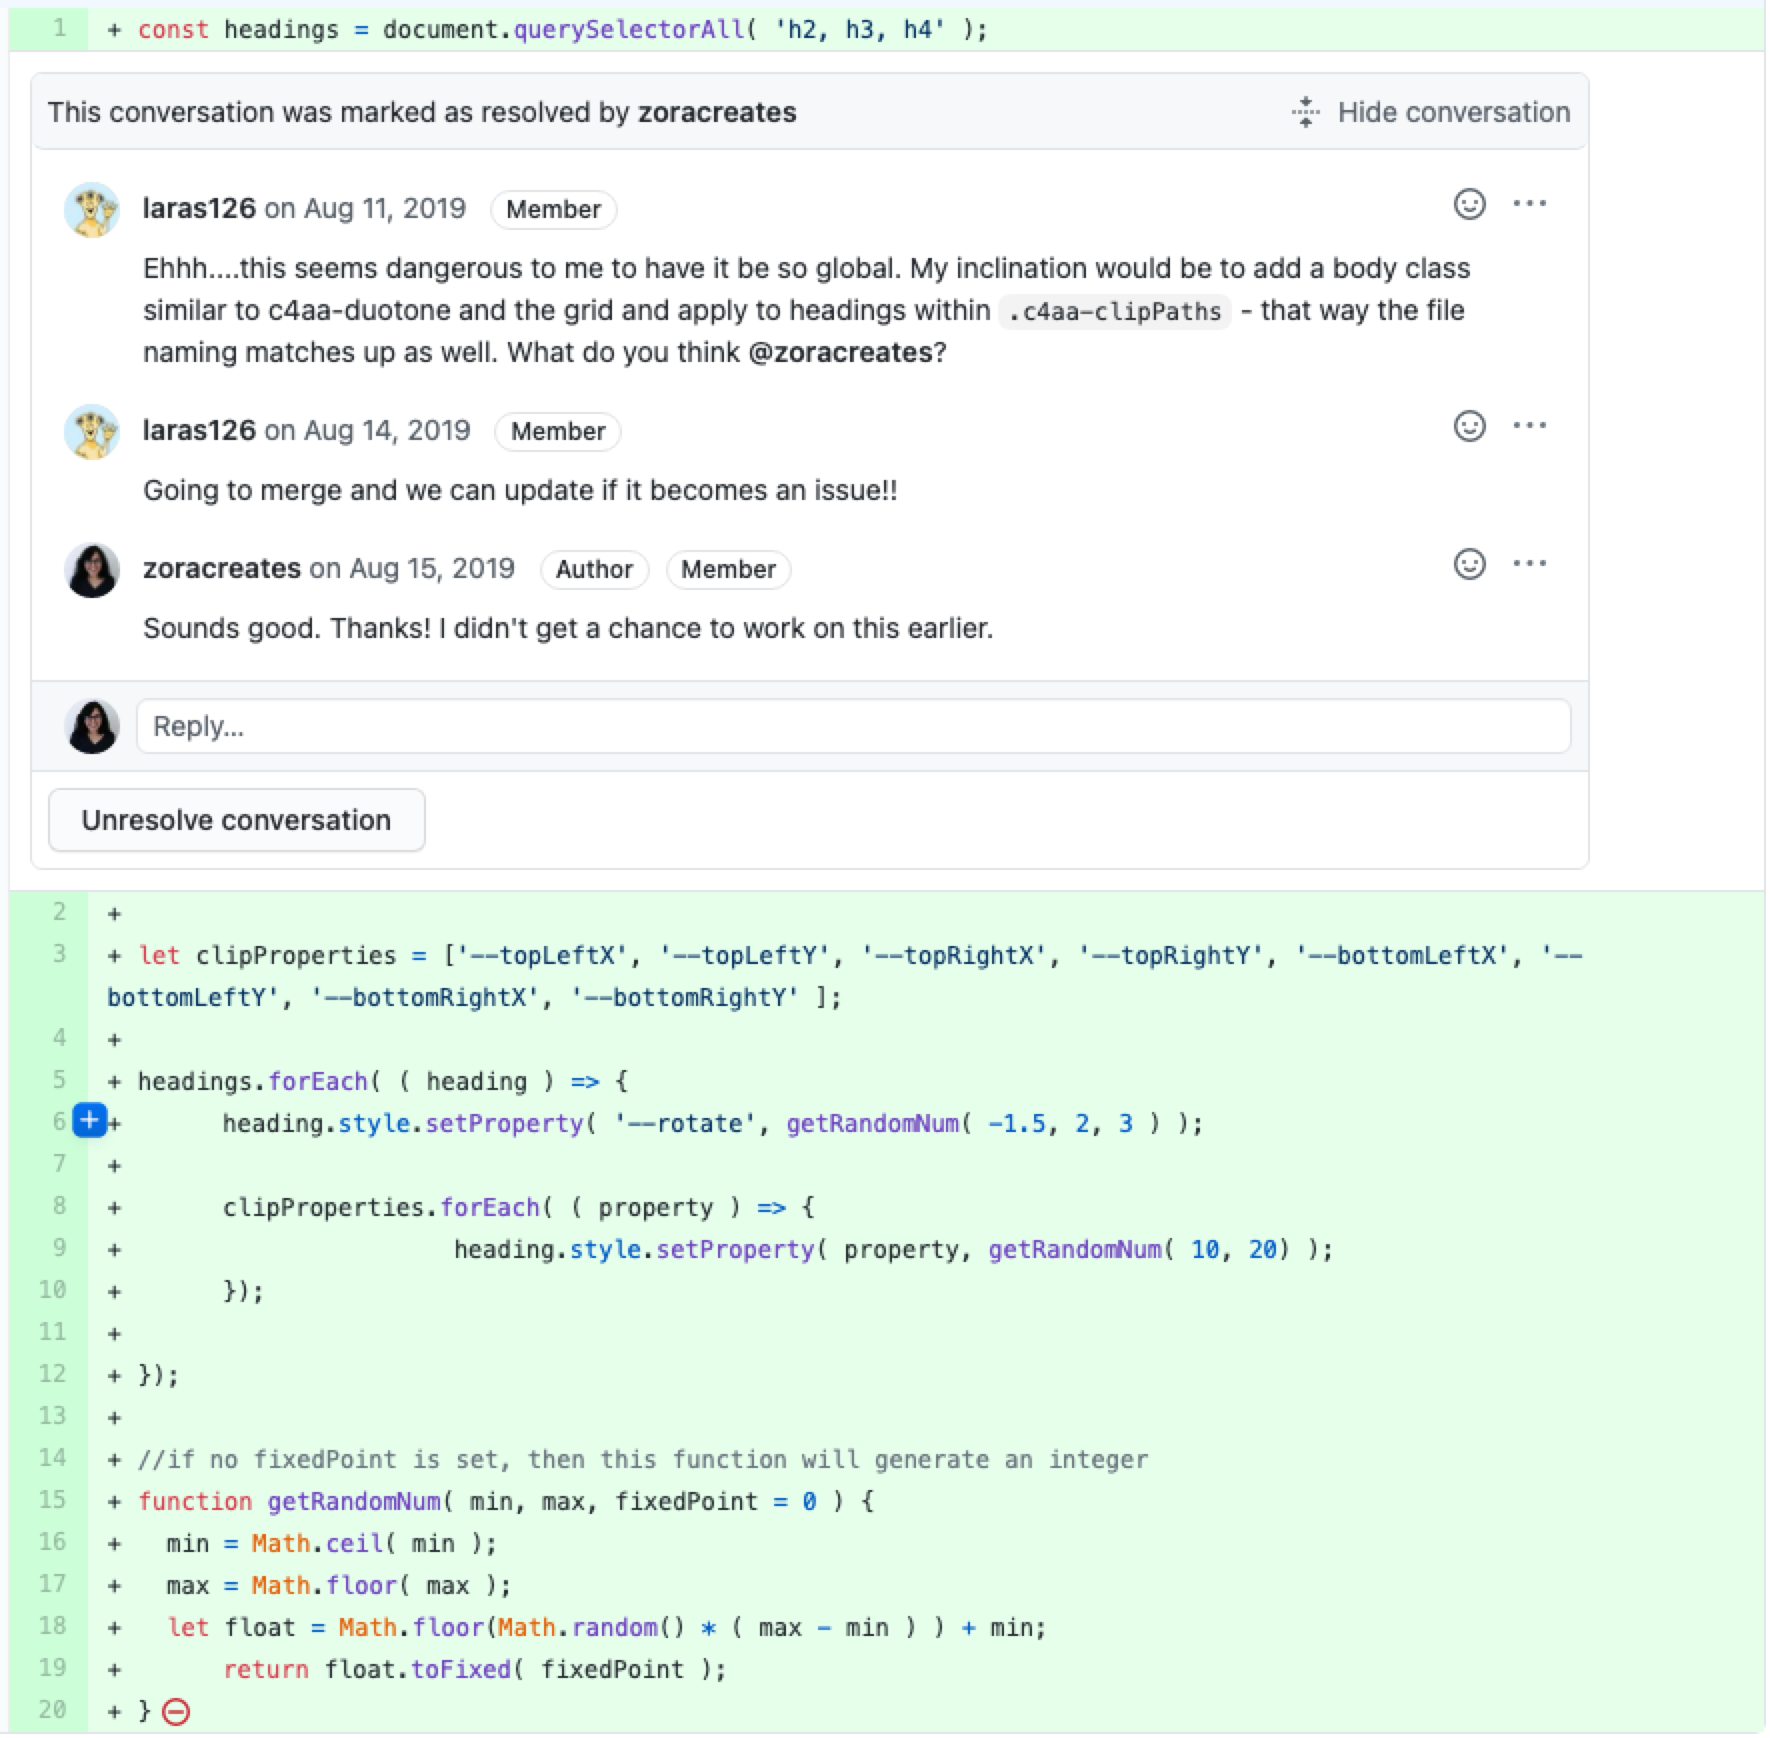 1 + const headings = document.querySelectorAll( 'h2, h3, h4' );
This conversation was marked as resolved by zoracreates Hide conversation
laras126 on Aug 11, 2019 Member
Ehhh....this seems dangerous to me to have it be so global. My inclination would be to add a body class
similar to c4aa-duotone and the grid and apply to headings within .c4aa-clipPaths - that way the file
naming matches up as well. What do you think @zoracreates?
laras126 on Aug 14, 2019 Member
Going to merge and we can update if it becomes an issue!!
zoracreates on Aug 15, 2019 Author Member
Sounds good. Thanks! I didn't get a chance to work on this earlier.
Reply...
Unresolve conversation
2 +
3 + let clipProperties = ['--topLeftX', '--topLeftY', '--topRightX', '--topRightY', '--bottomLeftX', '--
bottomLeftY', '--bottomRightX', '--bottomRightY' ];
4 +
5 + headings.forEach( ( heading ) => {
6 + heading.style.setProperty( '--rotate', getRandomNum( -1.5, 2, 3 ) );
7 +
8 + clipProperties.forEach( ( property ) => {
9 + heading.style.setProperty( property, getRandomNum( 10, 20) );
10 + });
11 +
12 + });
13 +
14 + //if no fixedPoint is set, then this function will generate an integer
15 + function getRandomNum( min, max, fixedPoint = 0 ) {
16 + min = Math.ceil( min );
17 + max = Math.floor( max );
18 + let float = Math.floor(Math.random() * ( max - min ) ) + min;
19 + return float.toFixed( fixedPoint );
20 + }